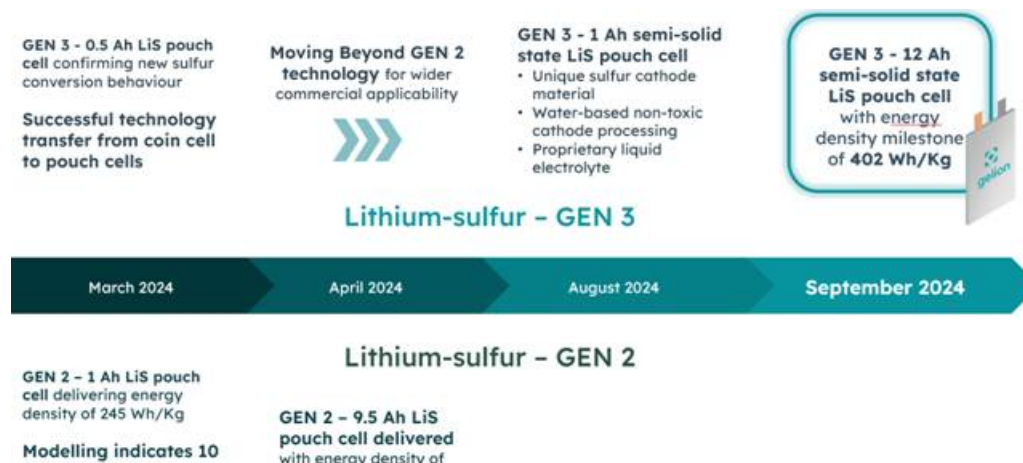 GEN 3 - 0.5 Ah LiS pouch
cell confirming new sulfur
conversion behaviour
Successful technology
transfer from coin cell
to pouch cells
Moving Beyond GEN 2
technology for wider
commercial applicability
GEN 3 - 1 Ah semi-solid
state LiS pouch cell
• Unique sulfur cathode
material
• Water-based non-toxic
cathode processing
• Proprietary liquid
electrolyte
GEN 3 - 12 Ah
semi-solid state
LiS pouch cell
with energy
density milestone
of 402 Wh/Kg
gelion
Lithium-sulfur – GEN 3
March 2024
April 2024
August 2024
September 2024
Lithium-sulfur – GEN 2
GEN 2 – 1 Ah LiS pouch
cell delivering energy
density of 245 Wh/Kg
Modelling indicates 10
GEN 2 – 9.5 Ah LiS
pouch cell delivered
with energy density of